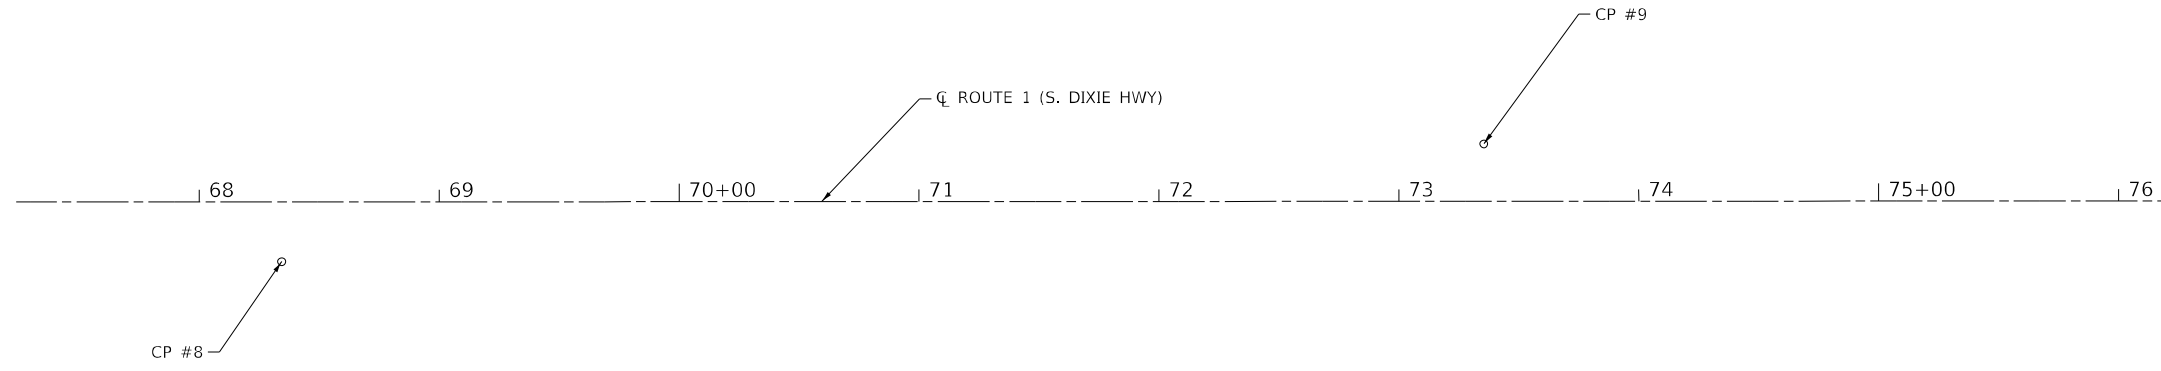 CP #9
℄ ROUTE 1 (S. DIXIE HWY)
68 69 70+00 71 72 73 74 75+00 76
CP #8